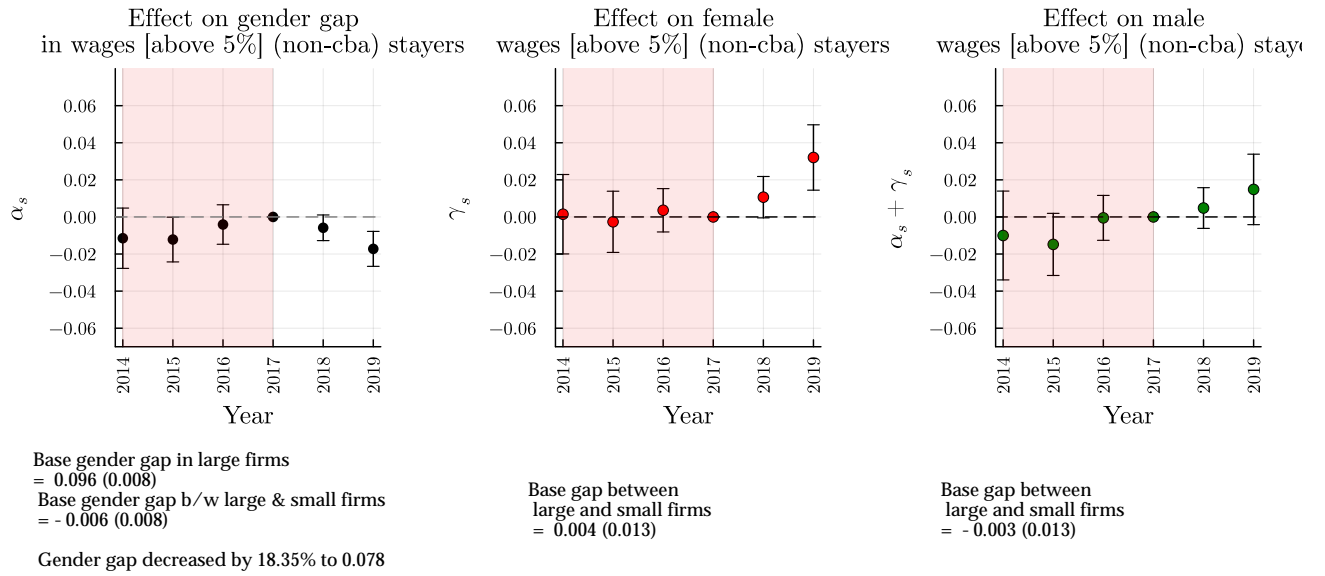 Effect on gender gap
in wages [above 5%] (non-cba) stayers
α_s
0.06
0.04
0.02
0.00
−0.02
−0.04
−0.06
2014
2015
2016
2017
2018
2019
Year
Base gender gap in large firms
= 0.096 (0.008)
Base gender gap b/w large & small firms
= - 0.006 (0.008)
Gender gap decreased by 18.35% to 0.078
Effect on female
wages [above 5%] (non-cba) stayers
γ_s
0.06
0.04
0.02
0.00
−0.02
−0.04
−0.06
2014
2015
2016
2017
2018
2019
Year
Base gap between
large and small firms
= 0.004 (0.013)
Effect on male
wages [above 5%] (non-cba) staye
α_s + γ_s
0.06
0.04
0.02
0.00
−0.02
−0.04
−0.06
2014
2015
2016
2017
2018
2019
Year
Base gap between
large and small firms
= - 0.003 (0.013)